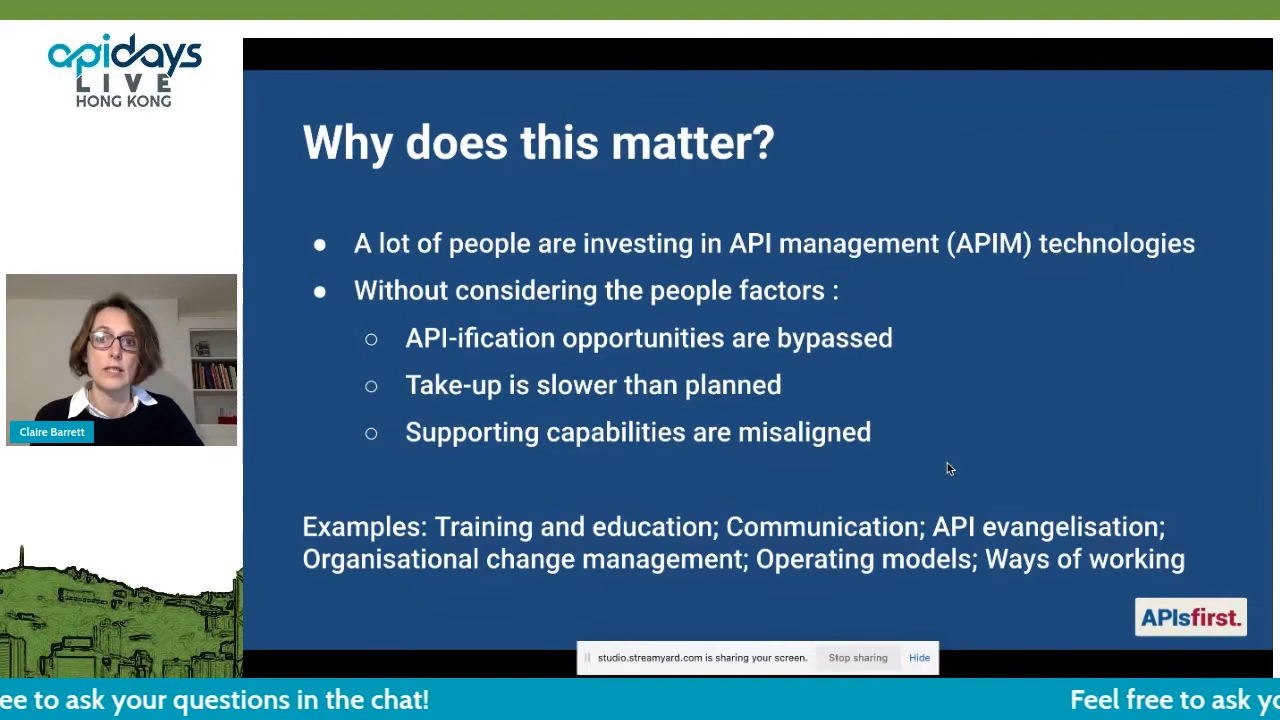 apidays
LIVE
HONG KONG
Why does this matter?
● A lot of people are investing in API management (APIM) technologies
● Without considering the people factors :
○ API-ification opportunities are bypassed
○ Take-up is slower than planned
○ Supporting capabilities are misaligned
Examples: Training and education; Communication; API evangelisation;
Organisational change management; Operating models; Ways of working
APIsfirst.
Claire Barrett
studio.streamyard.com is sharing your screen. Stop sharing Hide
ee to ask your questions in the chat! Feel free to ask yo